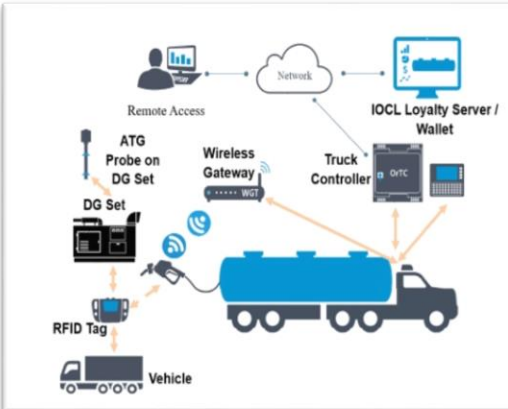 Network
Remote Access
IOCL Loyalty Server /
Wallet
ATG
Probe on
DG Set
Wireless
Gateway
WGT
Truck
Controller
OrTC
DG Set
RFID Tag
Vehicle